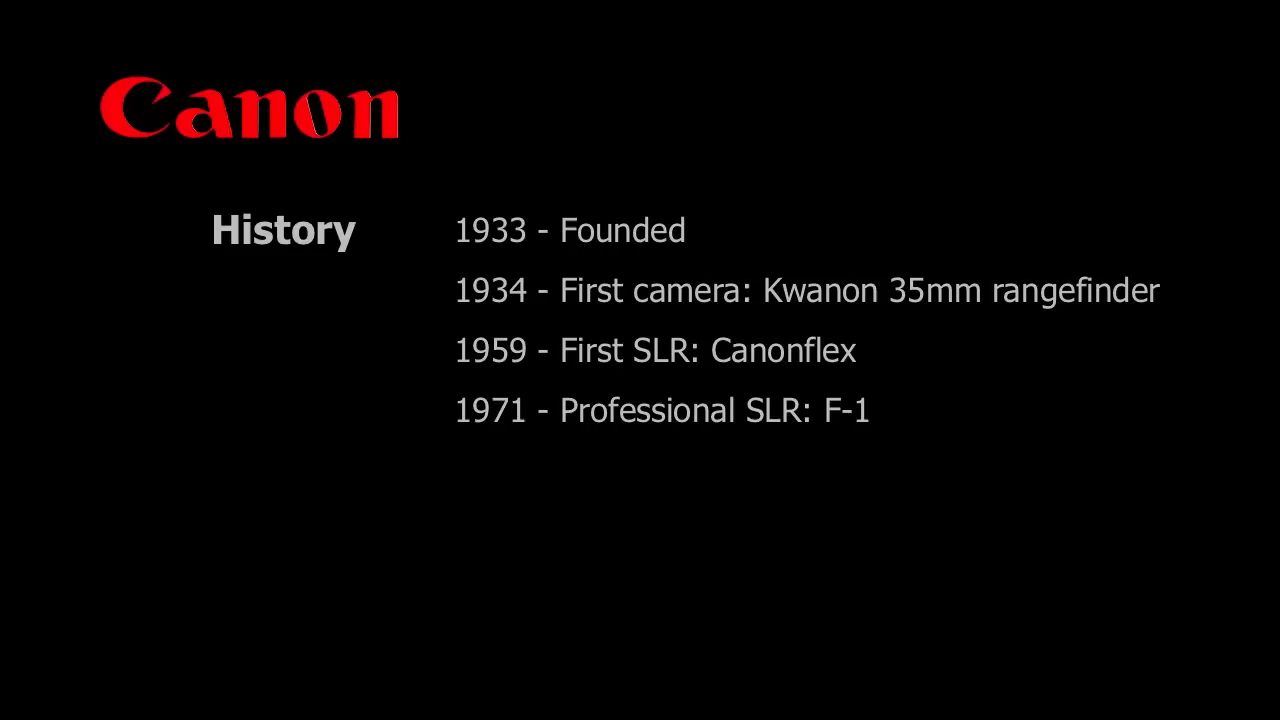 Canon
History
1933 - Founded
1934 - First camera: Kwanon 35mm rangefinder
1959 - First SLR: Canonflex
1971 - Professional SLR: F-1